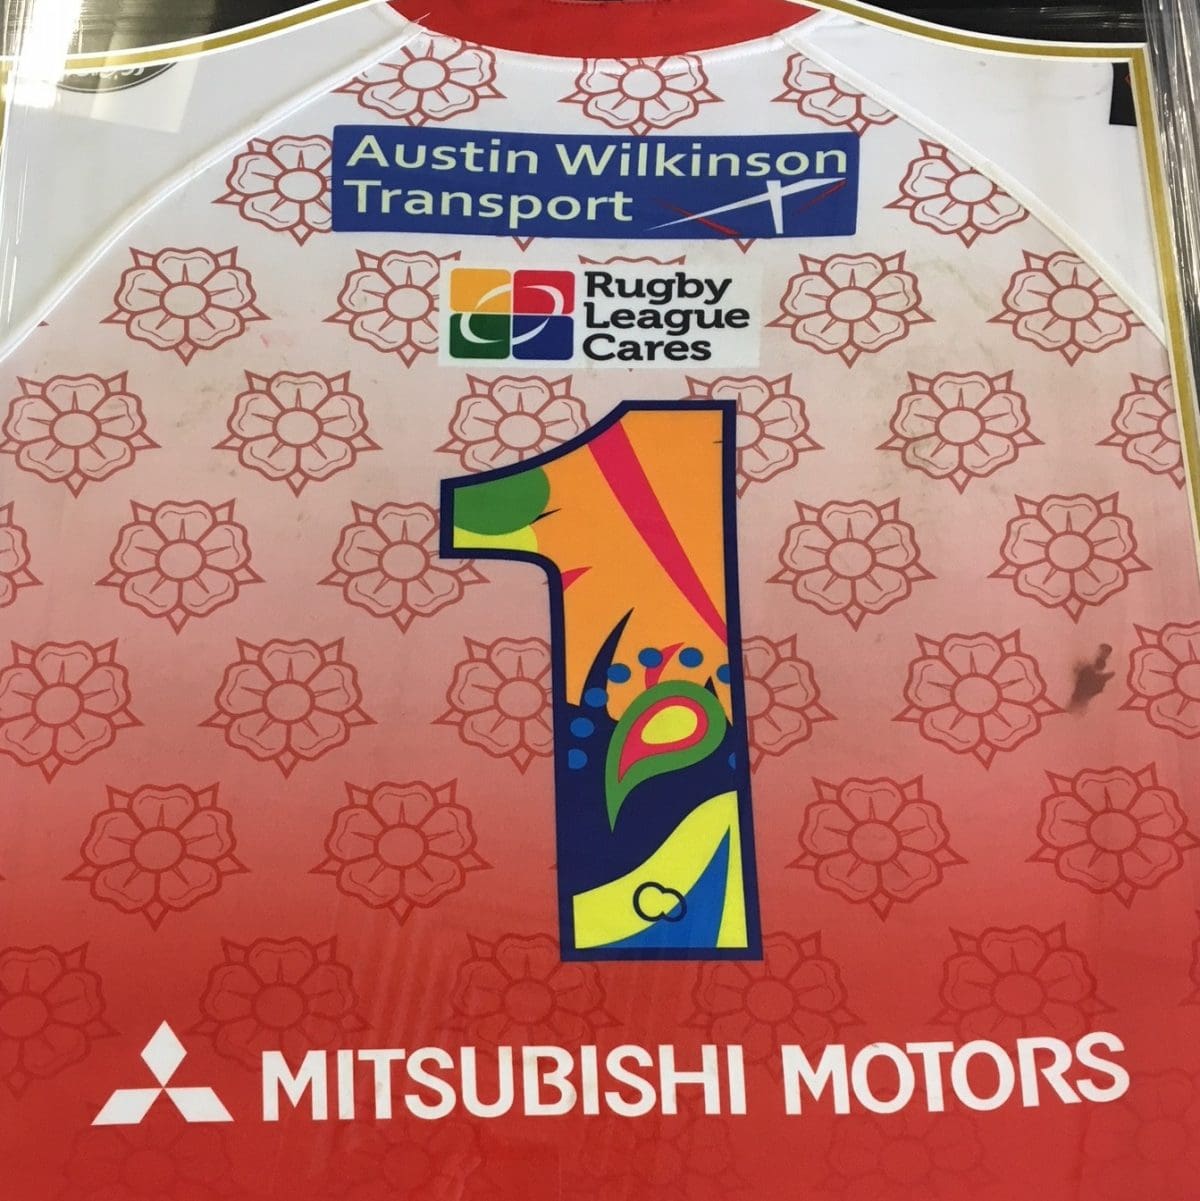 Austin Wilkinson
Transport
Rugby
League
Cares
1
MITSUBISHI MOTORS